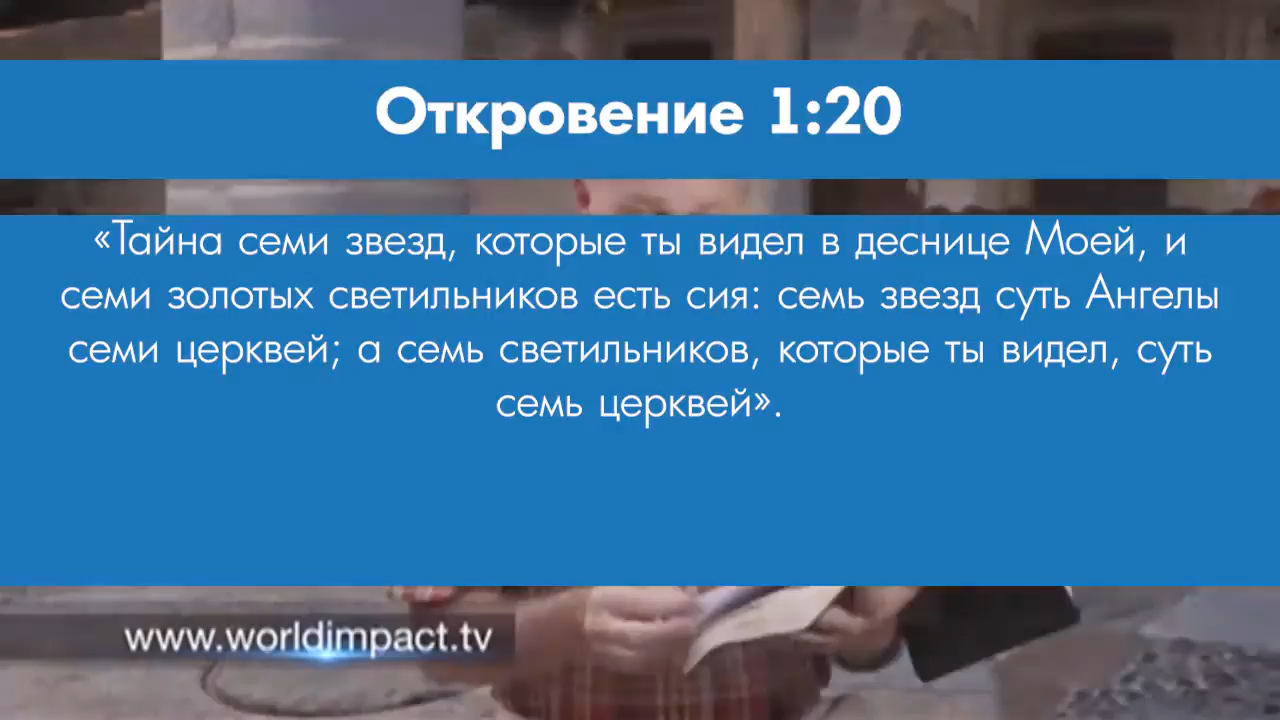 Откровение 1:20
«Тайна семи звезд, которые ты видел в деснице Моей, и
семи золотых светильников есть сия: семь звезд суть Ангелы
семи церквей; а семь светильников, которые ты видел, суть
семь церквей».
www.worldimpact.tv